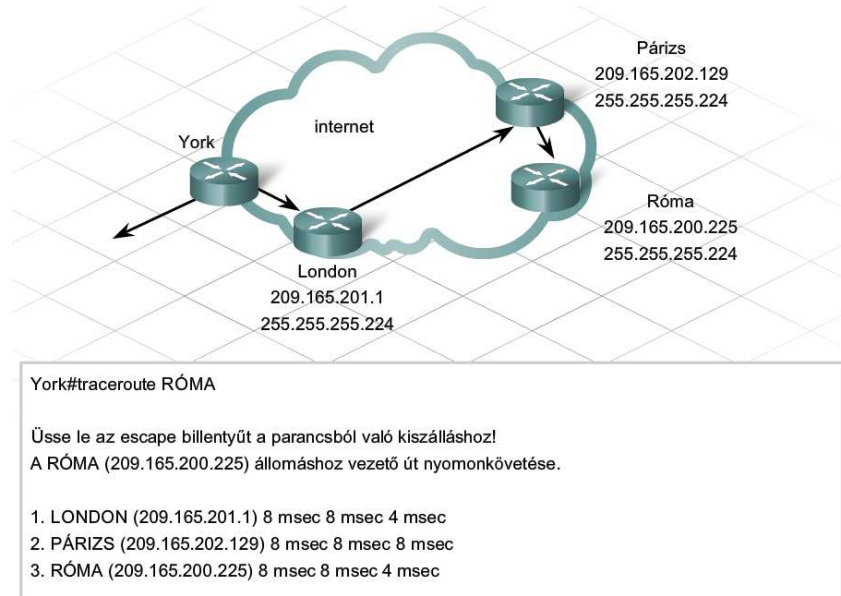 Párizs
209.165.202.129
255.255.255.224
internet
York
Róma
209.165.200.225
255.255.255.224
London
209.165.201.1
255.255.255.224
York#traceroute RÓMA
Üsse le az escape billentyűt a parancsból való kiszálláshoz!
A RÓMA (209.165.200.225) állomáshoz vezető út nyomonkövetése.
1. LONDON (209.165.201.1) 8 msec 8 msec 4 msec
2. PÁRIZS (209.165.202.129) 8 msec 8 msec 8 msec
3. RÓMA (209.165.200.225) 8 msec 8 msec 4 msec